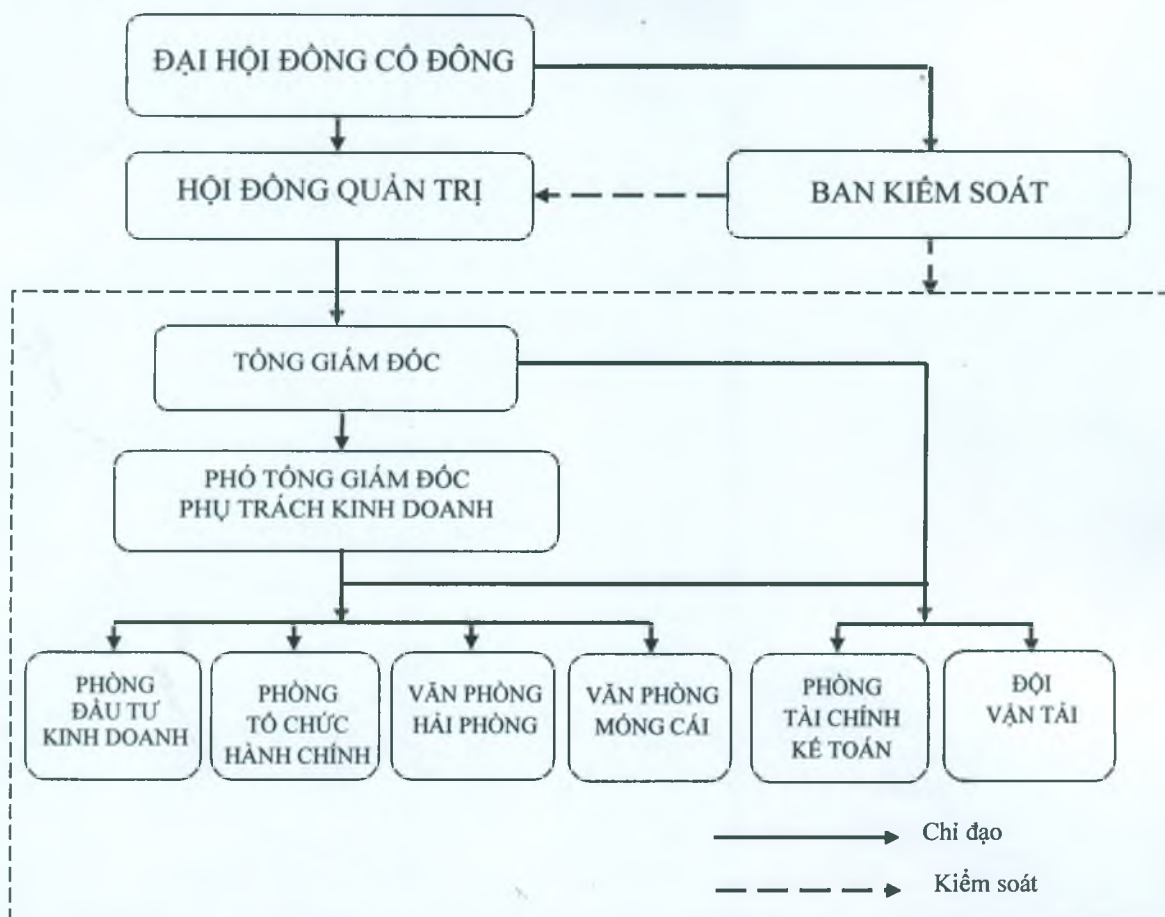 ĐẠI HỘI ĐỒNG CỔ ĐÔNG
HỘI ĐỒNG QUẢN TRỊ
BAN KIỂM SOÁT
TỔNG GIÁM ĐỐC
PHÓ TỔNG GIÁM ĐỐC
PHỤ TRÁCH KINH DOANH
PHÒNG
ĐẦU TƯ
KINH DOANH
PHÒNG
TỔ CHỨC
HÀNH CHÍNH
VĂN PHÒNG
HẢI PHÒNG
VĂN PHÒNG
MÓNG CÁI
PHÒNG
TÀI CHÍNH
KẾ TOÁN
ĐỘI
VẬN TẢI
Chỉ đạo
Kiểm soát